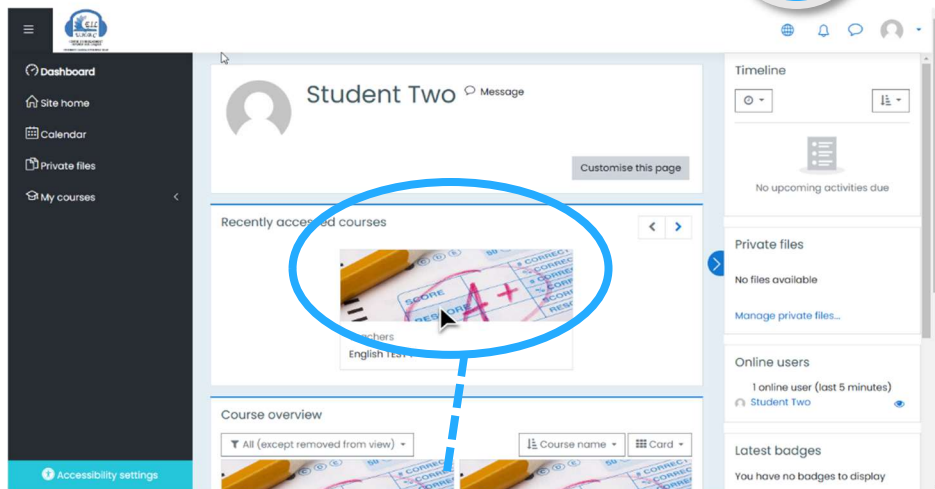 Dashboard
Site home
Calendar
Private files
My courses
Accessibility settings
Student Two Message
Customise this page
Recently accessed courses
SCORE
A+
English TEST
Course overview
All (except removed from view)
Course name
Card
Timeline
No upcoming activities due
Private files
No files available
Manage private files...
Online users
1 online user (last 5 minutes)
Student Two
Latest badges
You have no badges to display